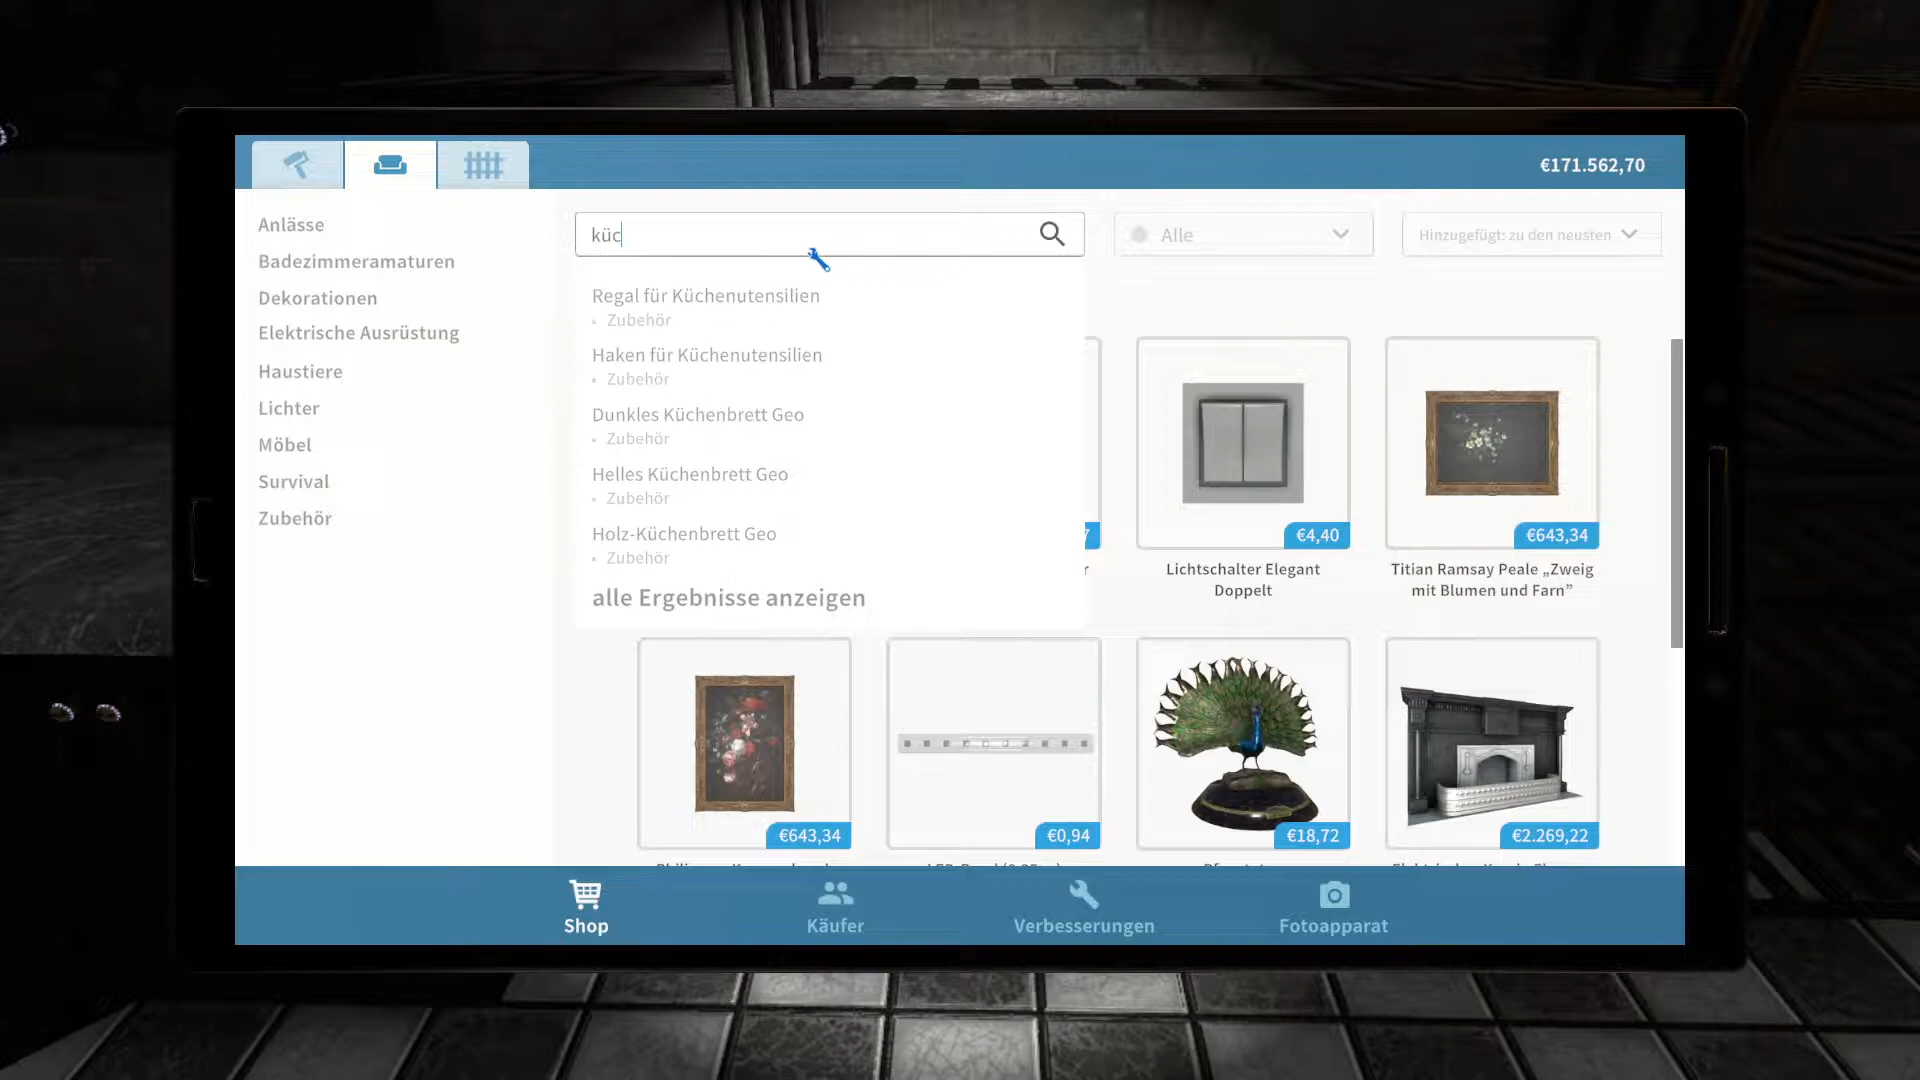 €171.562,70
Anlässe
Badezimmeramaturen
Dekorationen
Elektrische Ausrüstung
Haustiere
Lichter
Möbel
Survival
Zubehör
küc
Alle
Hinzugefügt: zu den neusten
Regal für Küchenutensilien
Zubehör
Haken für Küchenutensilien
Zubehör
Dunkles Küchenbrett Geo
Zubehör
Helles Küchenbrett Geo
Zubehör
Holz-Küchenbrett Geo
Zubehör
alle Ergebnisse anzeigen
€4,40
€643,34
Lichtschalter Elegant
Doppelt
Titian Ramsay Peale „Zweig
mit Blumen und Farn”
€643,34
€0,94
€18,72
€2.269,22
Shop
Käufer
Verbesserungen
Fotoapparat